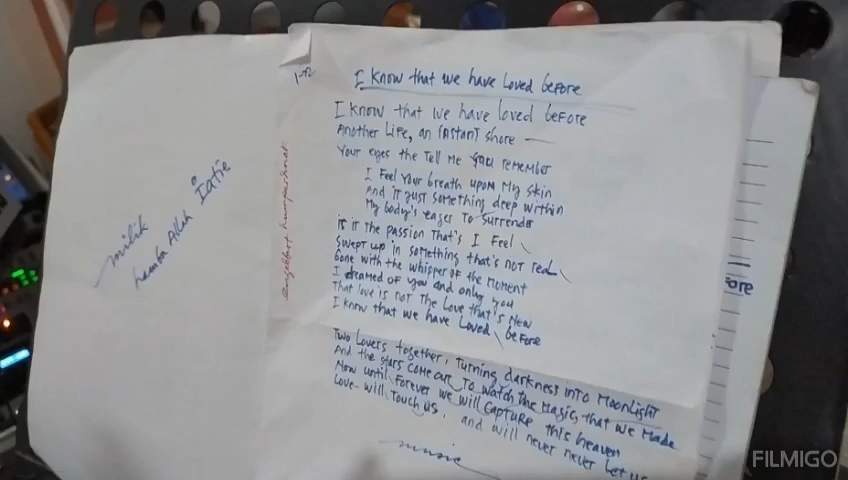 milik
hamba Allah Iatie
I know that we have Loved before
I know that we have loved before
Another Life, an Instant shore
Your eyes the Tell Me you remember
I Feel Your breath upon My skin
And it just something deep within
My body's eager To Surrender
is it the passion That's I Feel
Swept up in something that's not real
Gone with the whisper of the Moment
I dramed of you and only you
That love is not The Love that's New
I know that we have Loved before
Two Lovers together, turning darkness into Moonlight
And the stars come out To watch the Magic, that we Made
Now until Forever we will capture this heaven
Love will Touch us, and will never never Let us
music
ore
FILMIGO